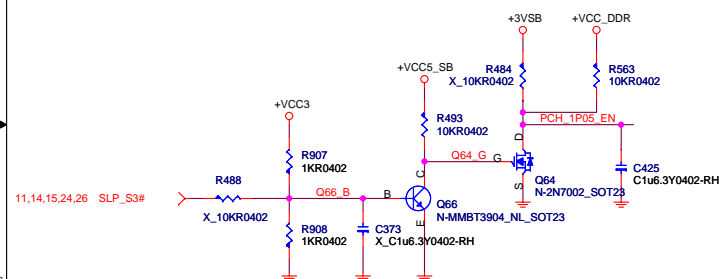 +3VSB
+VCC_DDR
R484
X_10KR0402
R563
10KR0402
+VCC5_SB
+VCC3
R493
10KR0402
PCH_1P05_EN
D
R907
1KR0402
Q64_G
G
C
S
Q64
N-2N7002_SOT23
C425
C1u6.3Y0402-RH
R488
11,14,15,24,26 SLP_S3#
Q66_B
B
X_10KR0402
Q66
N-MMBT3904_NL_SOT23
E
R908
1KR0402
C373
X_C1u6.3Y0402-RH